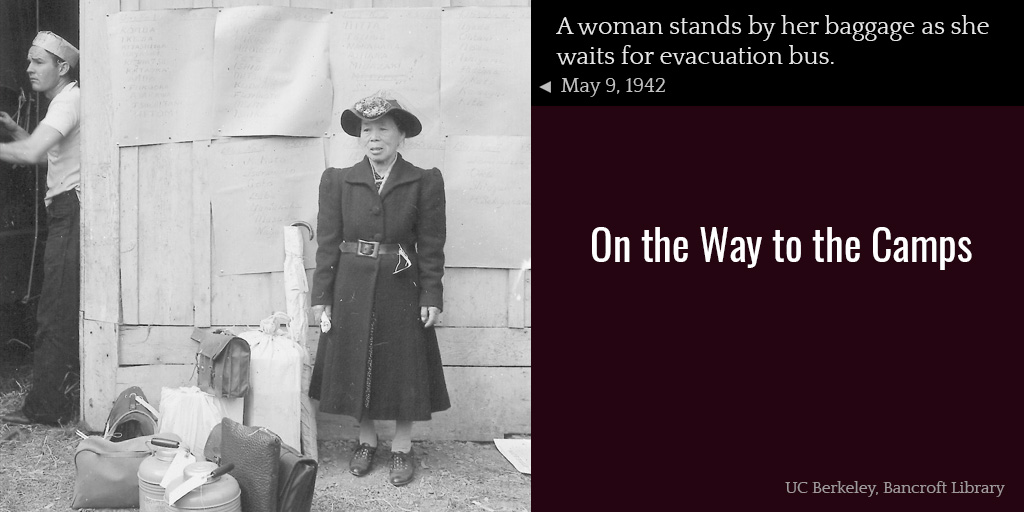 A woman stands by her baggage as she
waits for evacuation bus.
◄ May 9, 1942
On the Way to the Camps
UC Berkeley, Bancroft Library